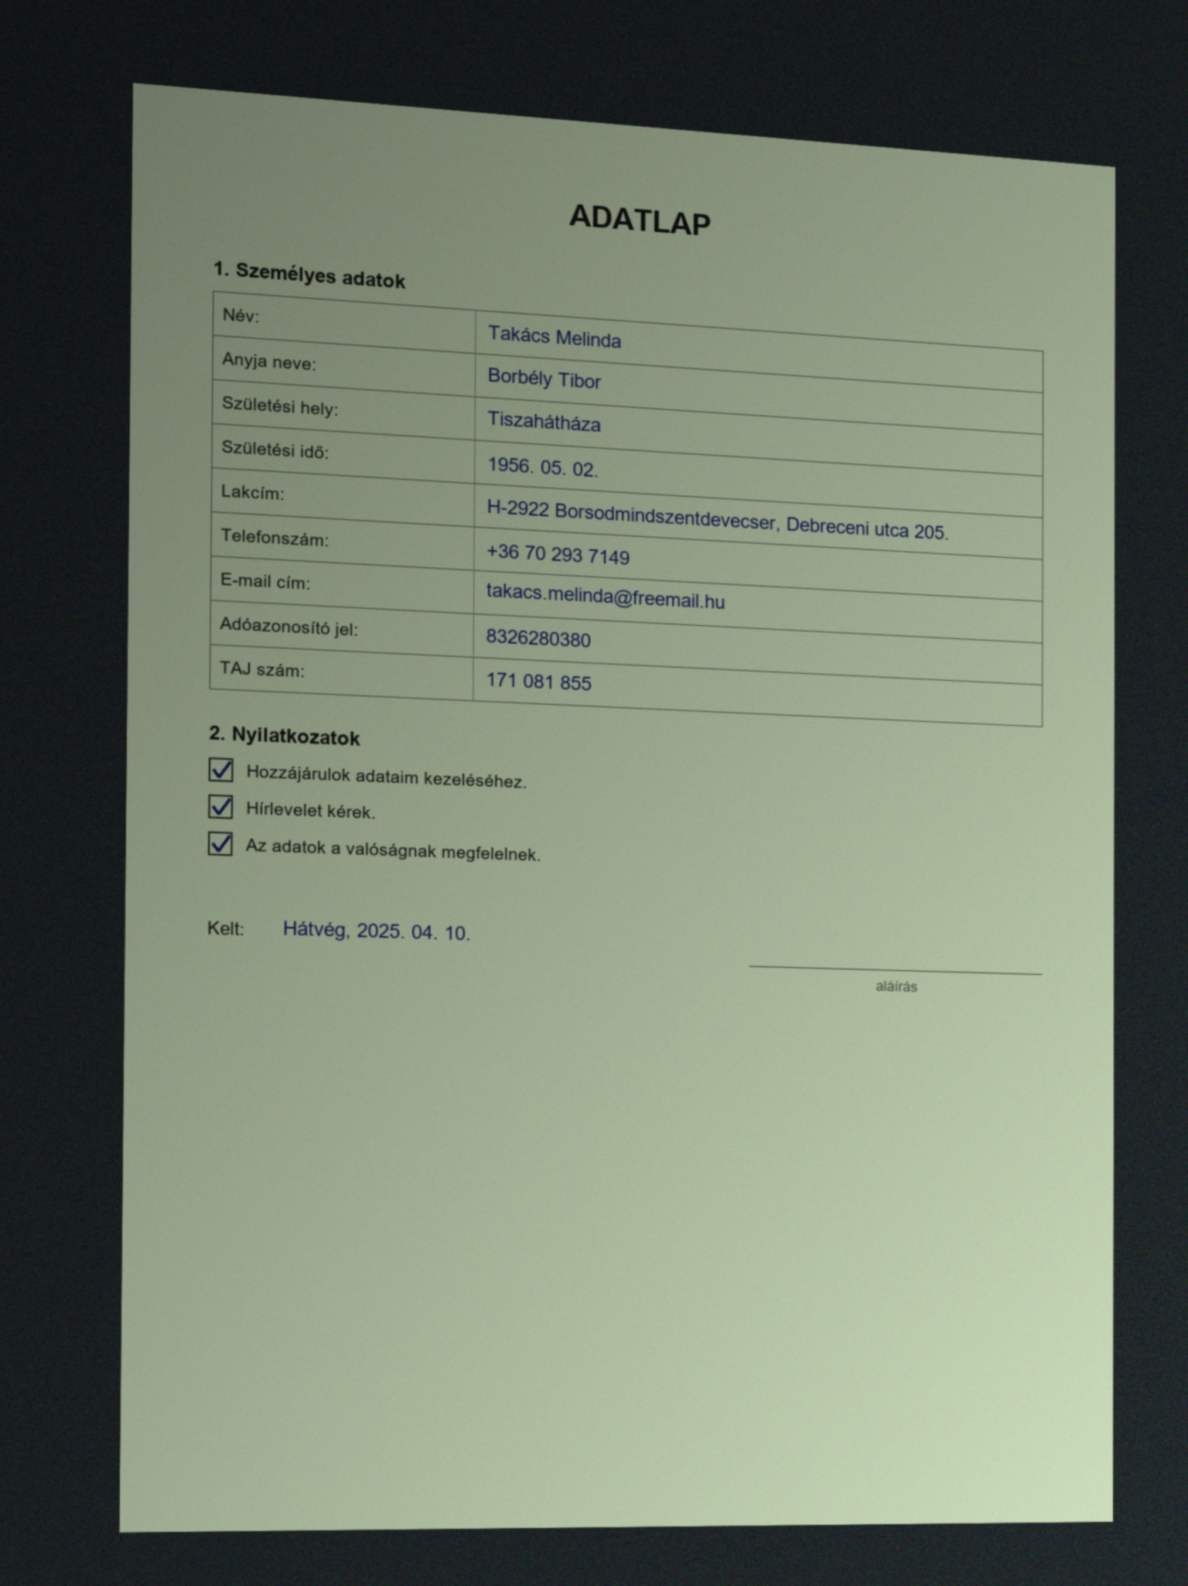 ADATLAP
1. Személyes adatok
Név: Takács Melinda
Anyja neve: Borbély Tibor
Születési hely: Tiszahátháza
Születési idő: 1956. 05. 02.
Lakcím: H-2922 Borsodmindszentdevecser, Debreceni utca 205.
Telefonszám: +36 70 293 7149
E-mail cím: takacs.melinda@freemail.hu
Adóazonosító jel: 8326280380
TAJ szám: 171 081 855
2. Nyilatkozatok
Hozzájárulok adataim kezeléséhez.
Hírlevelet kérek.
Az adatok a valóságnak megfelelnek.
Kelt: Hátvég, 2025. 04. 10.
aláírás